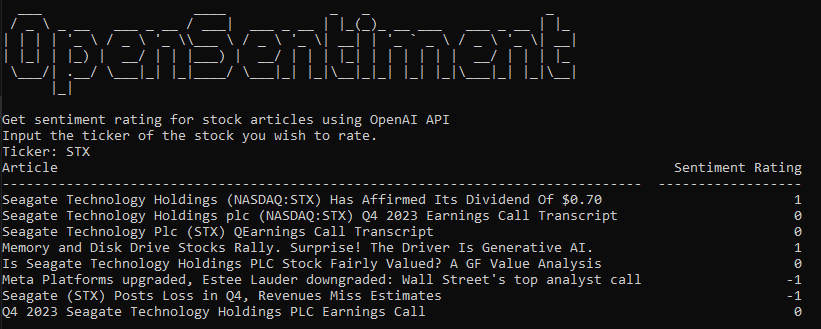 OpenSentiment
Get sentiment rating for stock articles using OpenAI API
Input the ticker of the stock you wish to rate.
Ticker: STX
Article Sentiment Rating
Seagate Technology Holdings (NASDAQ:STX) Has Affirmed Its Dividend Of $0.70 1
Seagate Technology Holdings plc (NASDAQ:STX) Q4 2023 Earnings Call Transcript 0
Seagate Technology Plc (STX) QEarnings Call Transcript 0
Memory and Disk Drive Stocks Rally. Surprise! The Driver Is Generative AI. 1
Is Seagate Technology Holdings PLC Stock Fairly Valued? A GF Value Analysis 0
Meta Platforms upgraded, Estee Lauder downgraded: Wall Street's top analyst call -1
Seagate (STX) Posts Loss in Q4, Revenues Miss Estimates -1
Q4 2023 Seagate Technology Holdings PLC Earnings Call 0